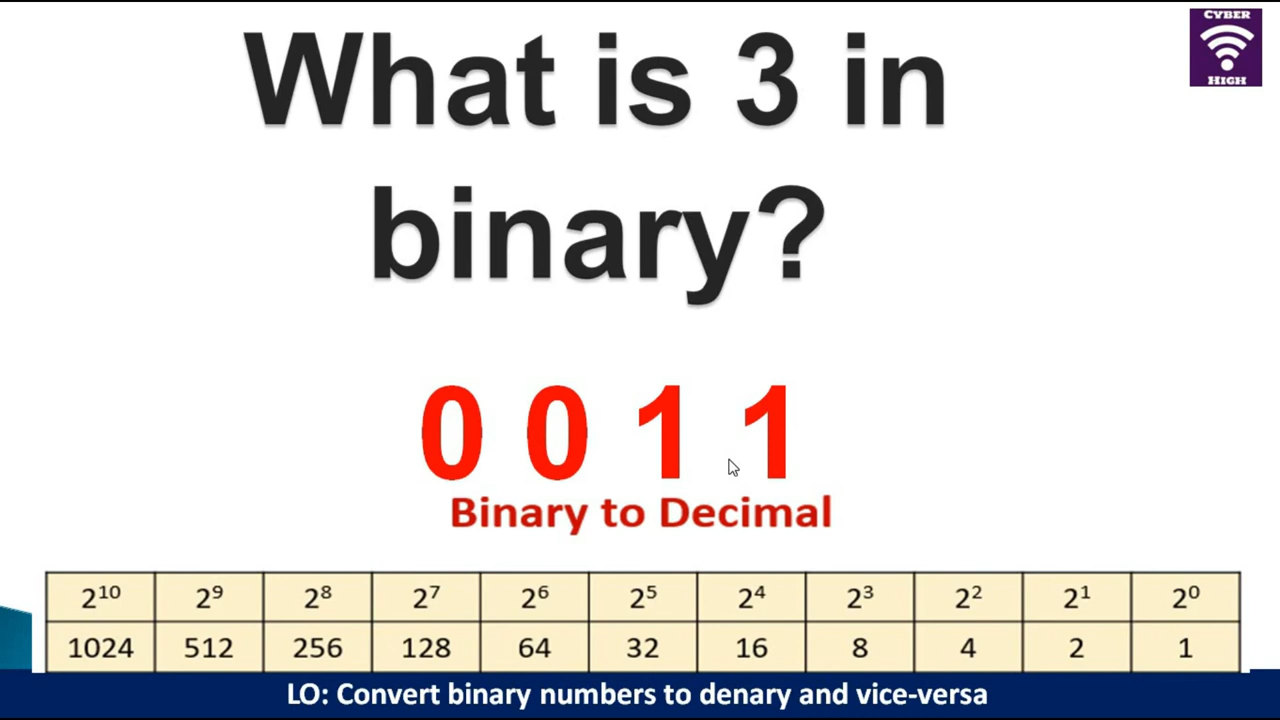 CYBER
HIGH
What is 3 in
binary?
0 0 1 1
Binary to Decimal
2¹⁰ 2⁹ 2⁸ 2⁷ 2⁶ 2⁵ 2⁴ 2³ 2² 2¹ 2⁰
1024 512 256 128 64 32 16 8 4 2 1
LO: Convert binary numbers to denary and vice-versa